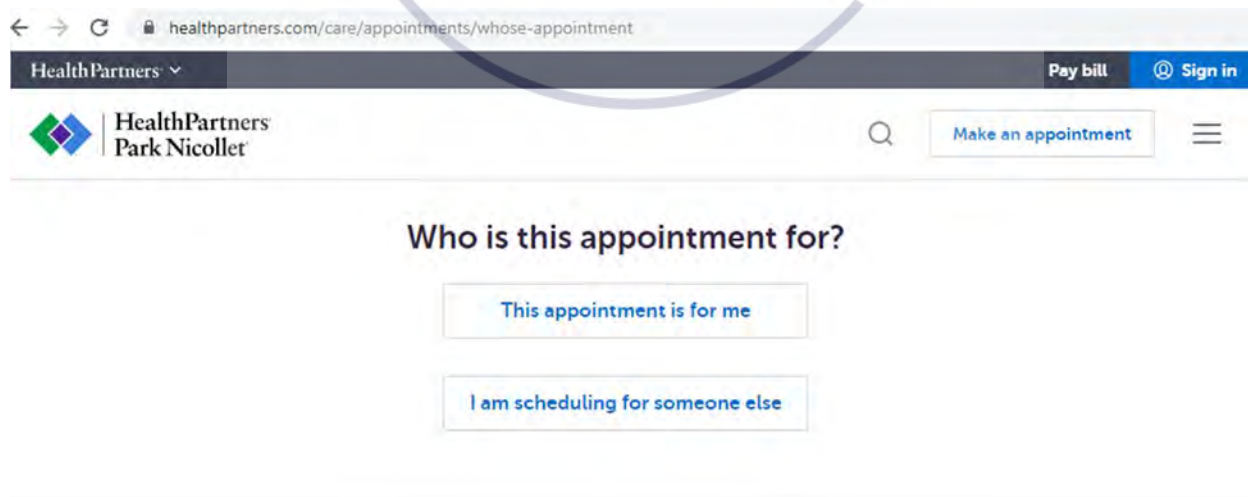 healthpartners.com/care/appointments/whose-appointment
HealthPartners Pay bill Sign in
HealthPartners
Park Nicollet
Make an appointment
Who is this appointment for?
This appointment is for me
I am scheduling for someone else